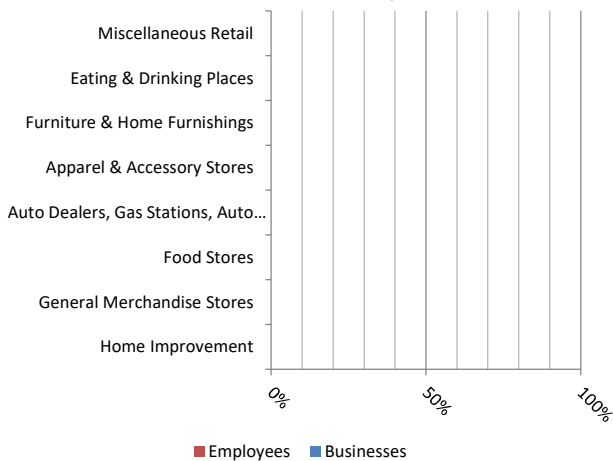 Miscellaneous Retail
Eating & Drinking Places
Furniture & Home Furnishings
Apparel & Accessory Stores
Auto Dealers, Gas Stations, Auto...
Food Stores
General Merchandise Stores
Home Improvement
0% 50% 100%
Employees Businesses